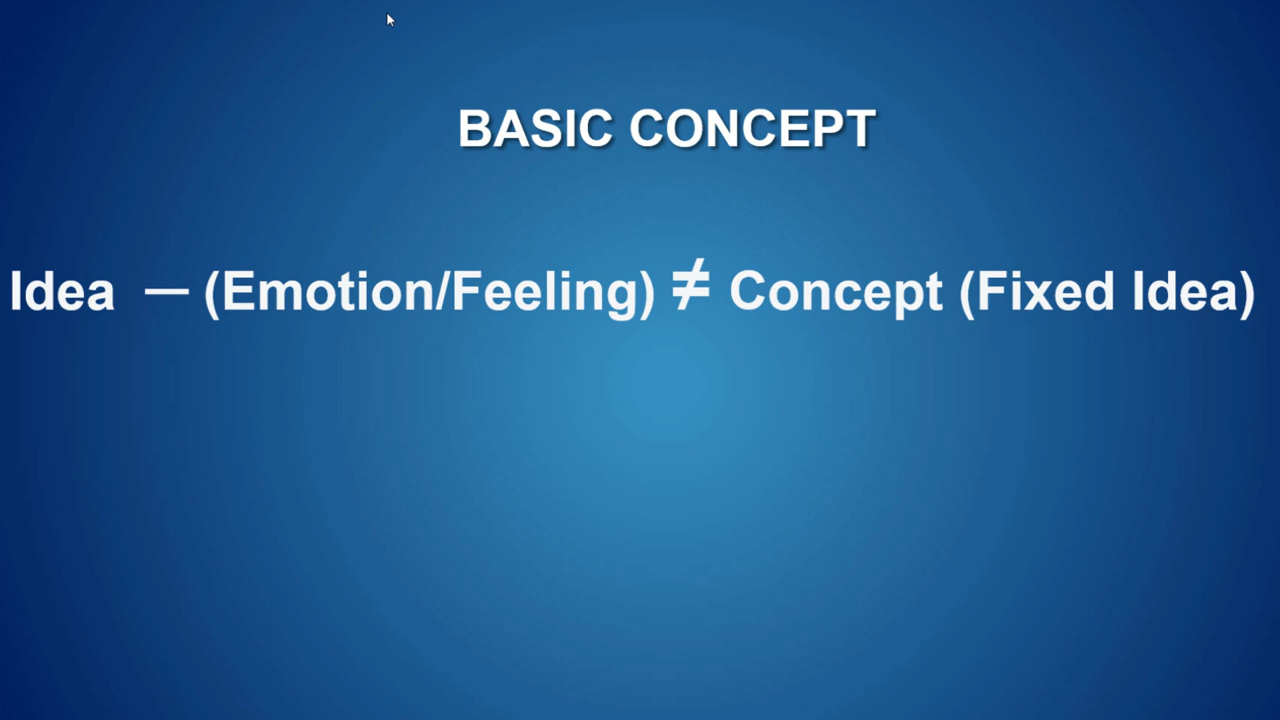 BASIC CONCEPT
Idea — (Emotion/Feeling) ≠ Concept (Fixed Idea)